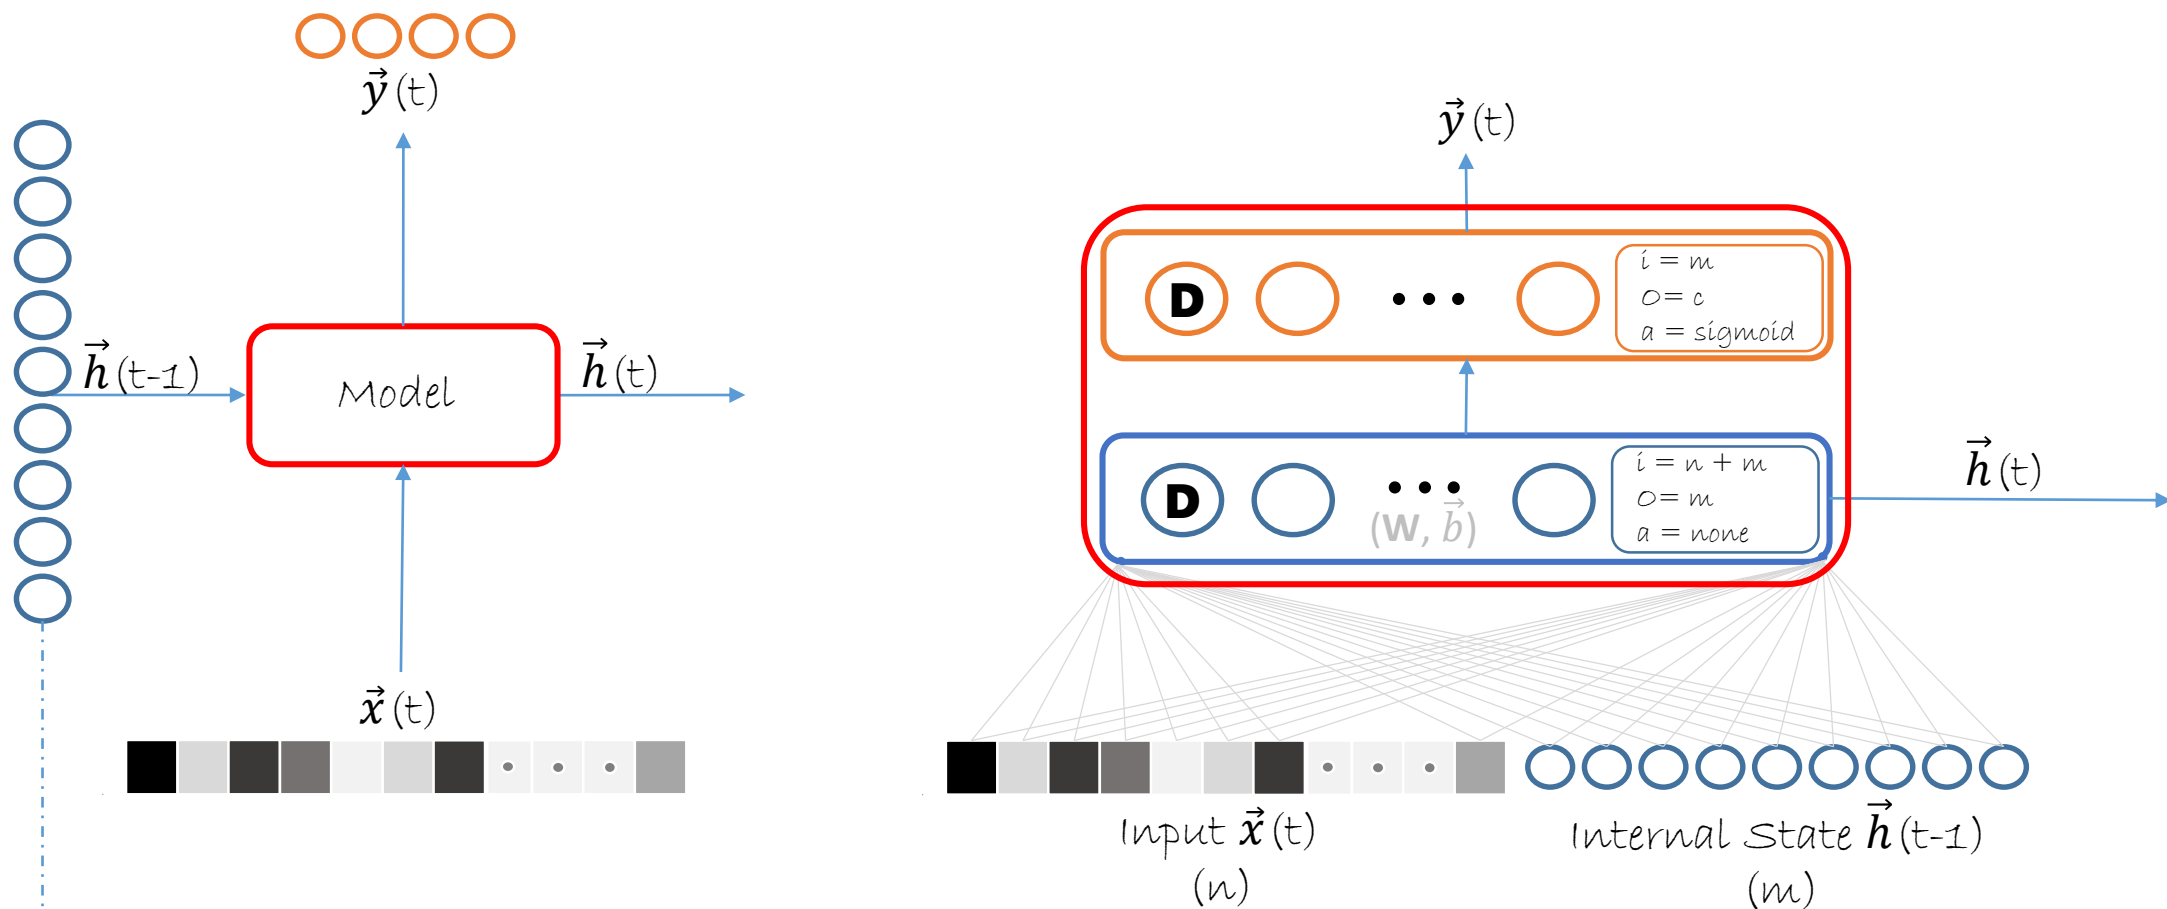 y⃗ (t)
h⃗ (t-1)
Model
h⃗ (t)
x⃗ (t)
y⃗ (t)
D
i = m
O= c
a = sigmoid
D
(W, b⃗)
i = n + m
O= m
a = none
h⃗ (t)
Input x⃗ (t)
(n)
Internal State h⃗ (t-1)
(m)